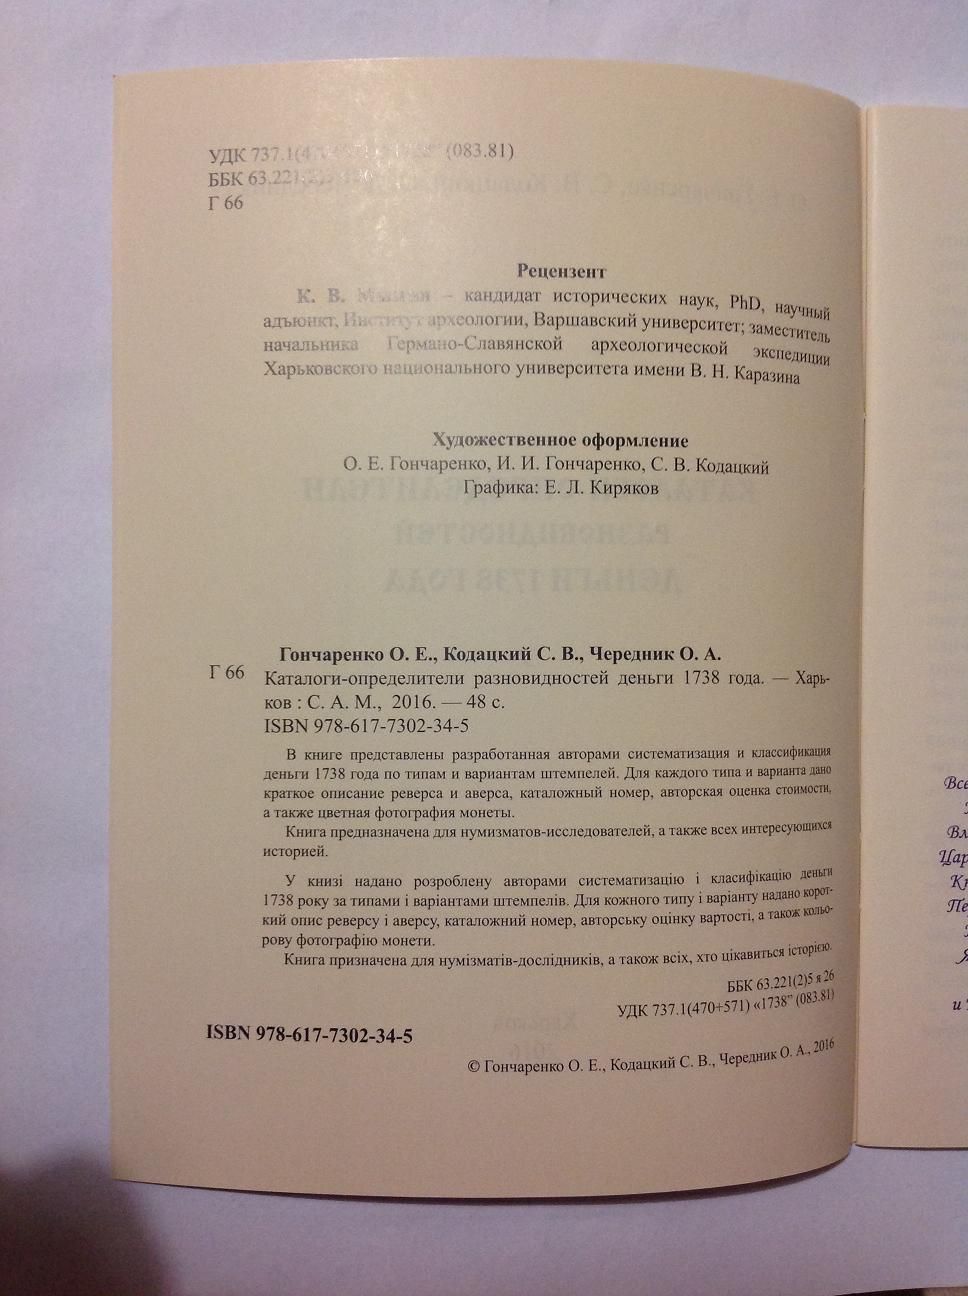 УДК 737.1(4 (083.81)
ББК 63.221
Г 66
Рецензент
К. В. – кандидат исторических наук, PhD, научный
адъюнкт, Институт археологии, Варшавский университет; заместитель
начальника Германо-Славянской археологической экспедиции
Харьковского национального университета имени В. Н. Каразина
Художественное оформление
О. Е. Гончаренко, И. И. Гончаренко, С. В. Кодацкий
Графика: Е. Л. Киряков
Гончаренко О. Е., Кодацкий С. В., Чередник О. А.
Г 66 Каталоги-определители разновидностей деньги 1738 года. — Харь-
ков : С. А. М., 2016. — 48 с.
ISBN 978-617-7302-34-5
В книге представлены разработанная авторами систематизация и классификация
деньги 1738 года по типам и вариантам штемпелей. Для каждого типа и варианта дано
краткое описание реверса и аверса, каталожный номер, авторская оценка стоимости,
а также цветная фотография монеты.
Книга предназначена для нумизматов-исследователей, а также всех интересующихся
историей.
У книзі надано розроблену авторами систематизацію і класифікацію деньги
1738 року за типами і варіантами штемпелів. Для кожного типу і варіанту надано корот-
кий опис реверсу і аверсу, каталожний номер, авторську оцінку вартості, а також кольо-
рову фотографію монети.
Книга призначена для нумізматів-дослідників, а також всіх, хто цікавиться історією.
ББК 63.221(2)5 я 26
УДК 737.1(470+571) «1738” (083.81)
ISBN 978-617-7302-34-5
© Гончаренко О. Е., Кодацкий С. В., Чередник О. А., 2016
Все
Вл
Цар
Кн
Пе
и